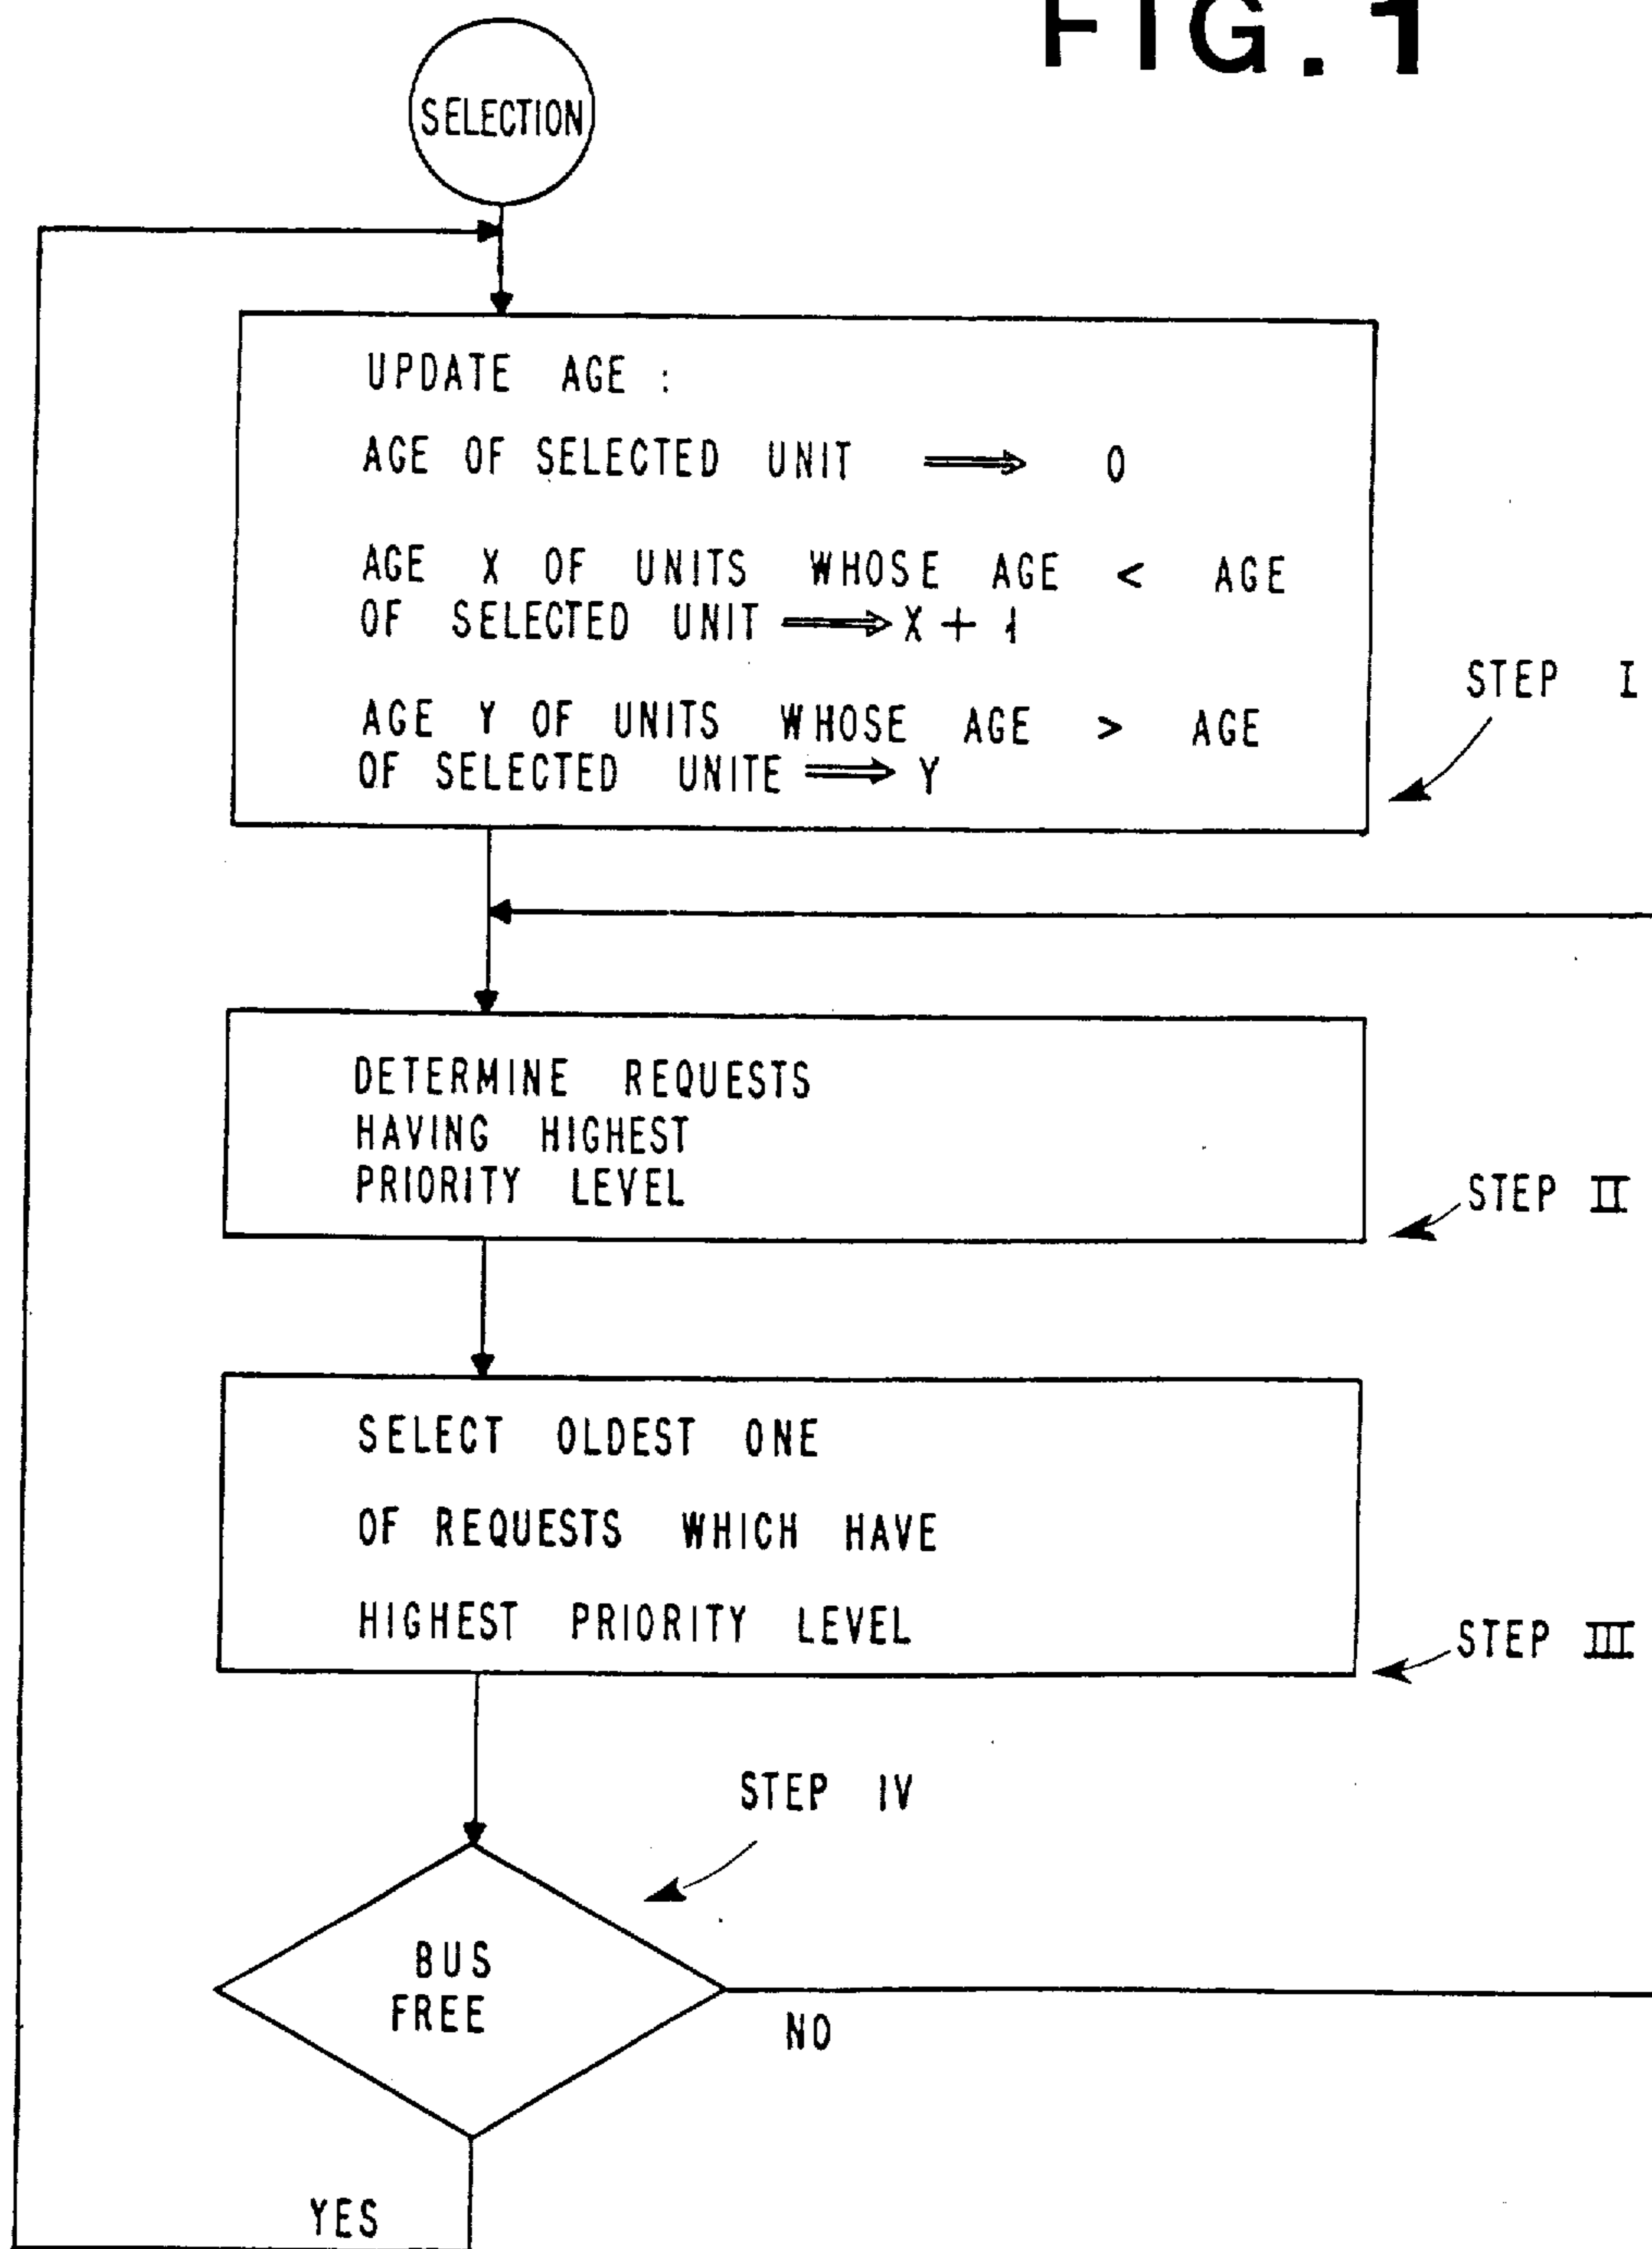 FIG.1
SELECTION
UPDATE AGE :
AGE OF SELECTED UNIT ⟹ 0
AGE X OF UNITS WHOSE AGE < AGE
OF SELECTED UNIT ⟹ X + 1
AGE Y OF UNITS WHOSE AGE > AGE
OF SELECTED UNITE ⟹ Y
STEP I
DETERMINE REQUESTS
HAVING HIGHEST
PRIORITY LEVEL
STEP II
SELECT OLDEST ONE
OF REQUESTS WHICH HAVE
HIGHEST PRIORITY LEVEL
STEP III
STEP IV
BUS
FREE
NO
YES